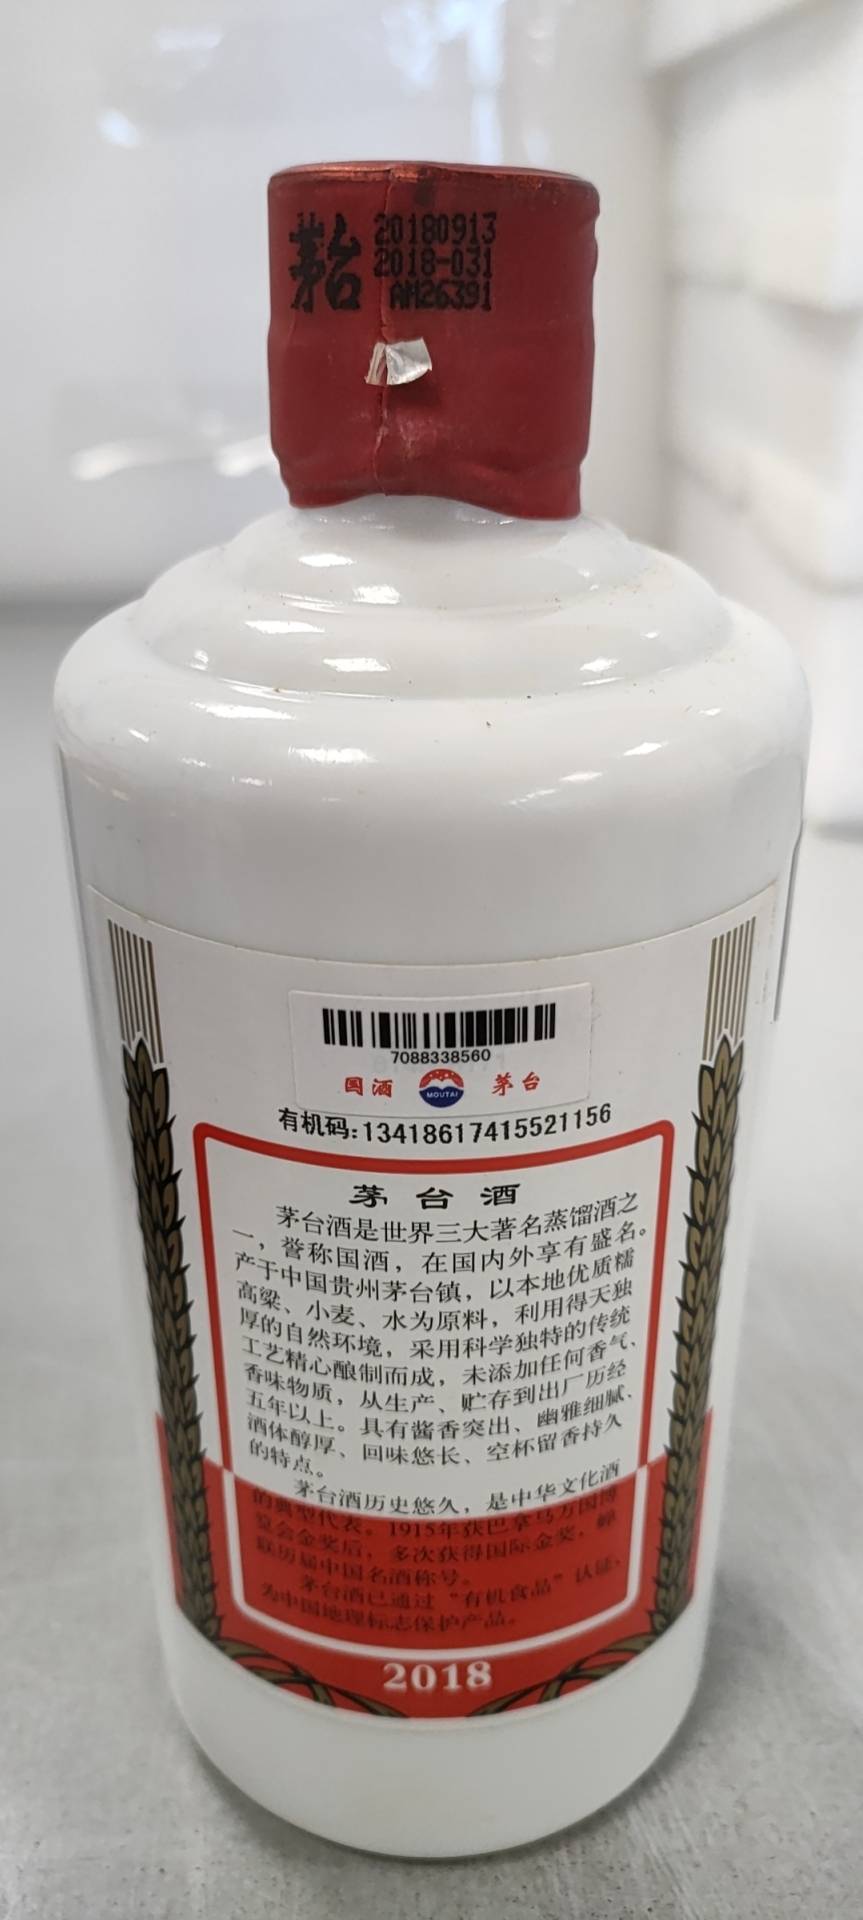 茅台
20180913
2018-031
AM26391
7088338560
国酒 MOUTAI 茅台
有机码:134186174155​21156
茅台酒
茅台酒是世界三大著名蒸馏酒之
一，誉称国酒，在国内外享有盛名。
产于中国贵州茅台镇，以本地优质糯
高粱、小麦、水为原料，利用得天独
厚的自然环境，采用科学独特的传统
工艺精心酿制而成，未添加任何香气、
香味物质，从生产、贮存到出厂历经
五年以上。具有酱香突出、幽雅细腻、
酒体醇厚、回味悠长、空杯留香持久
的特点。
茅台酒历史悠久，是中华文化酒
的典型代表。1915年获巴拿马万国博
览会金奖后，多次获得国际金奖，蝉
联历届中国名酒称号。
茅台酒已通过“有机食品”认证，
为中国地理标志保护产品。
2018